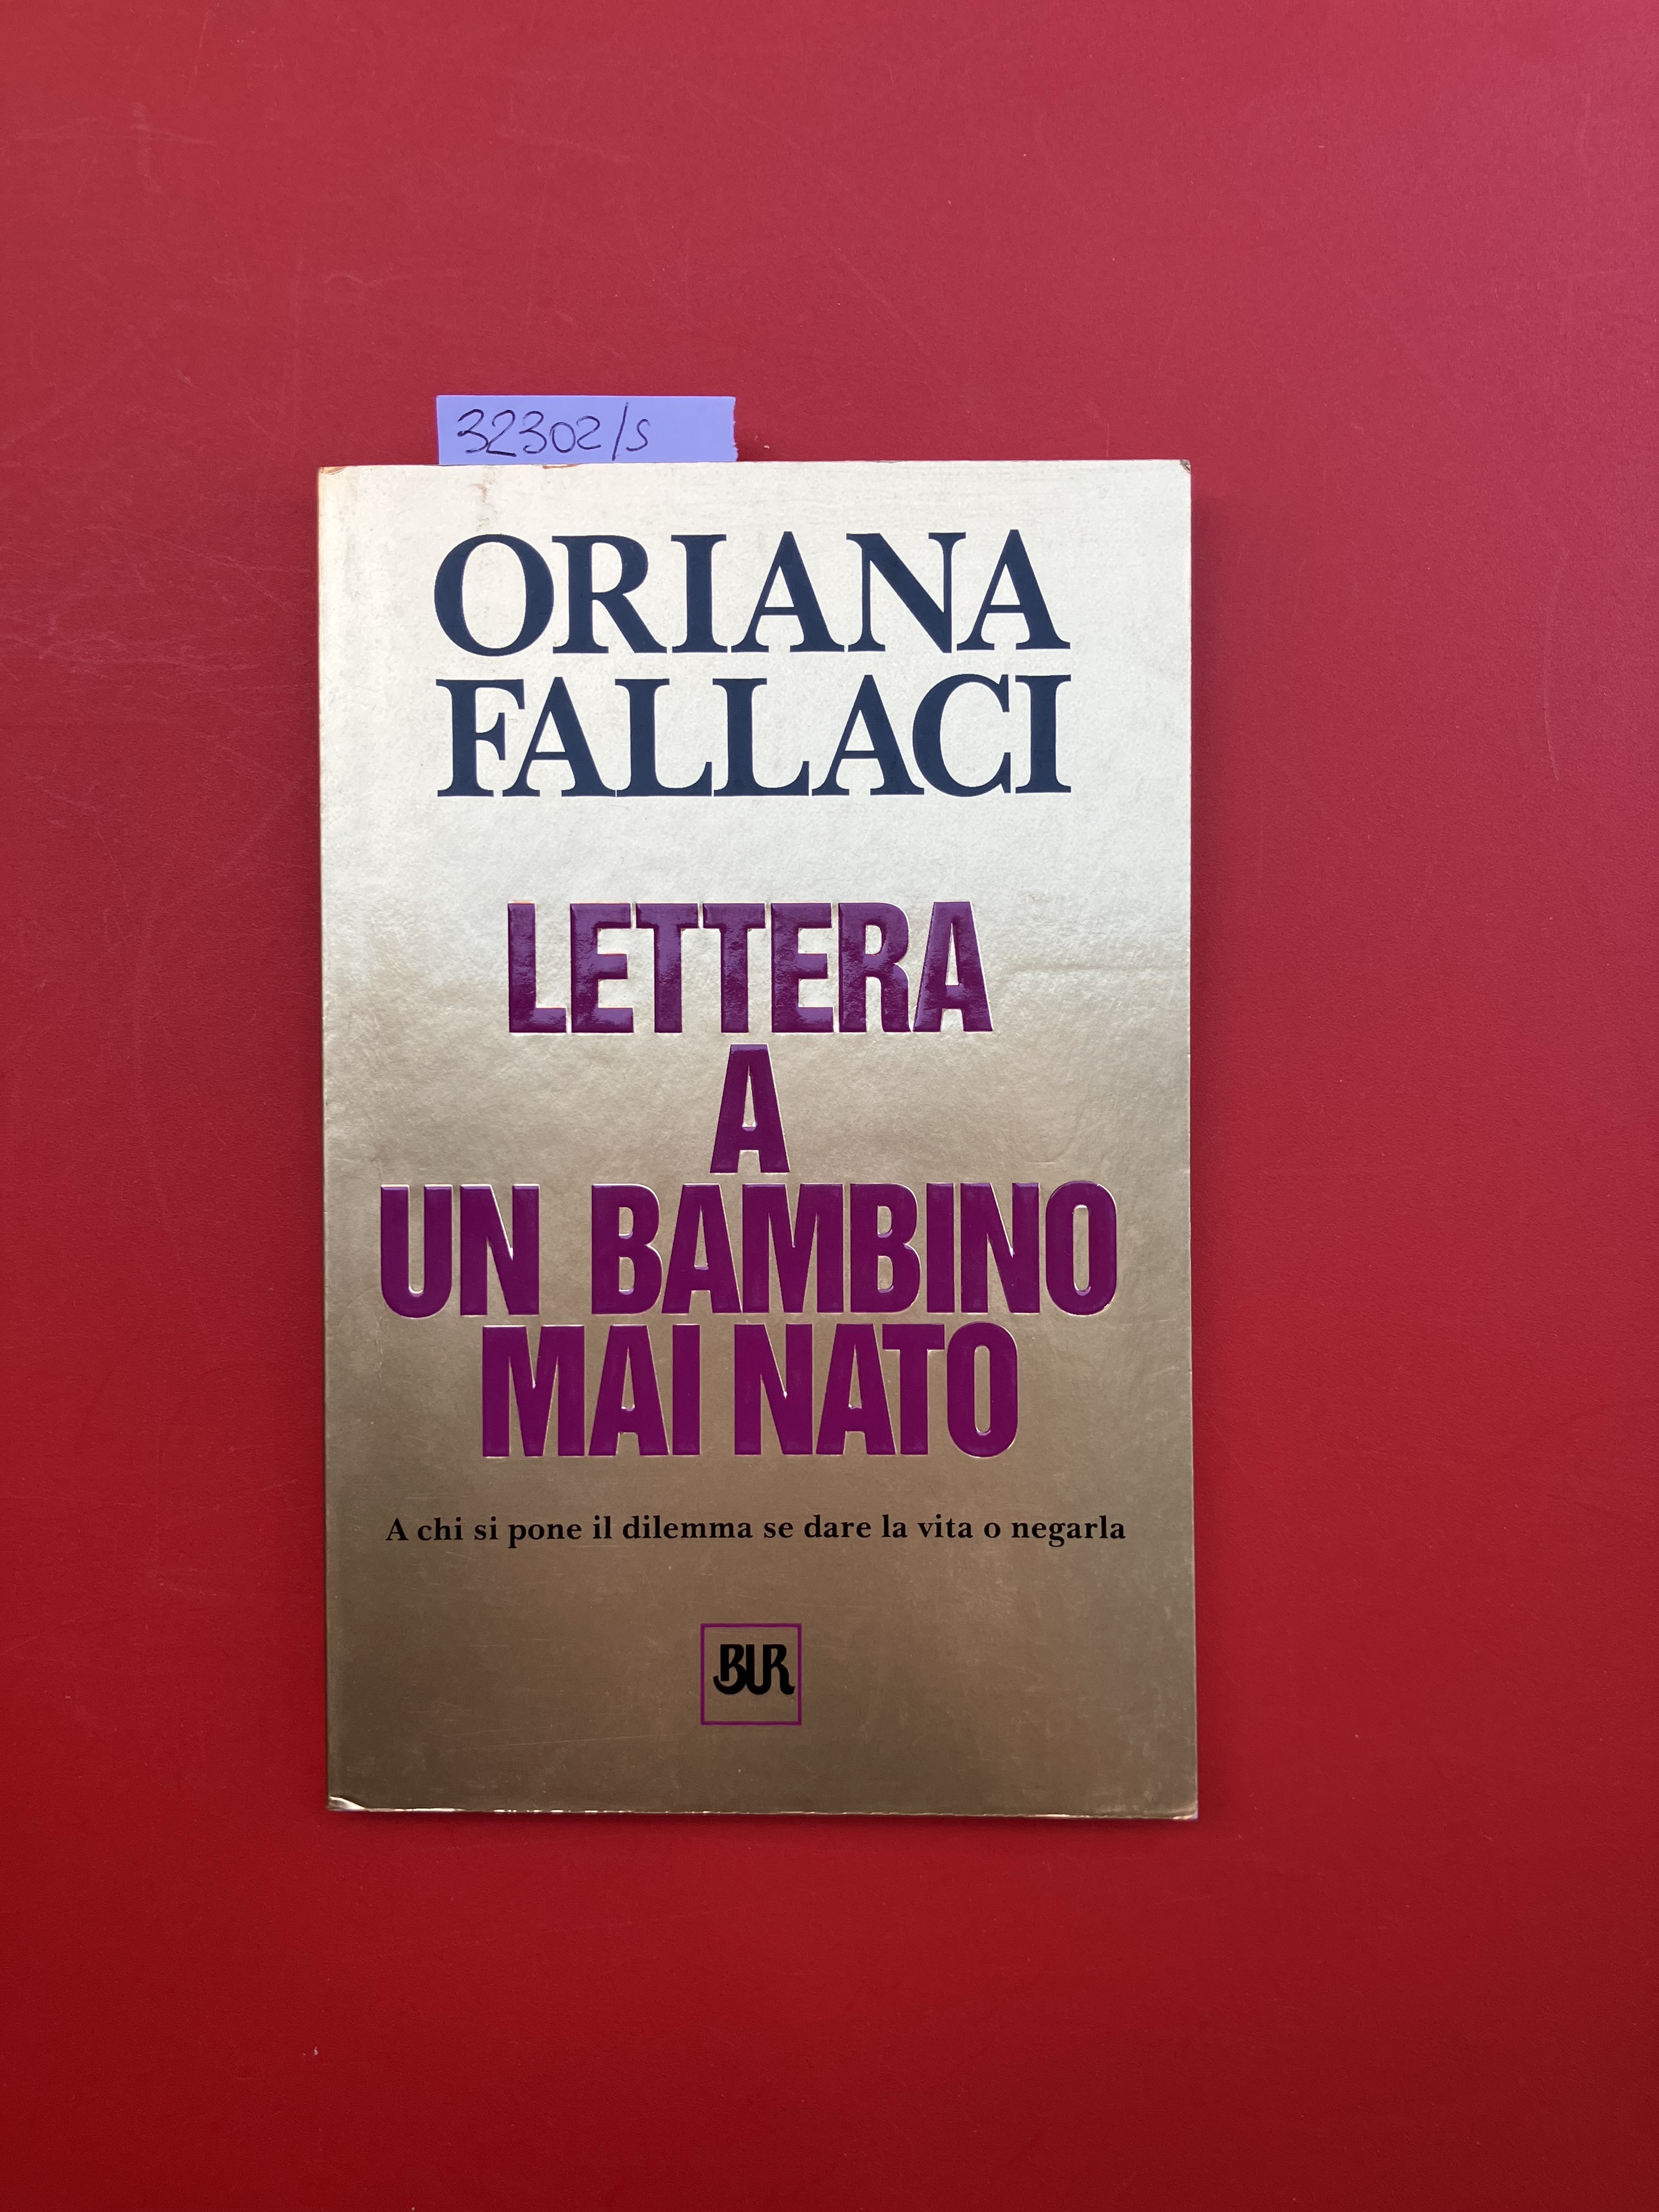 32302/s
ORIANA
FALLACI
LETTERA
A
UN BAMBINO
MAI NATO
A chi si pone il dilemma se dare la vita o negarla
BUR